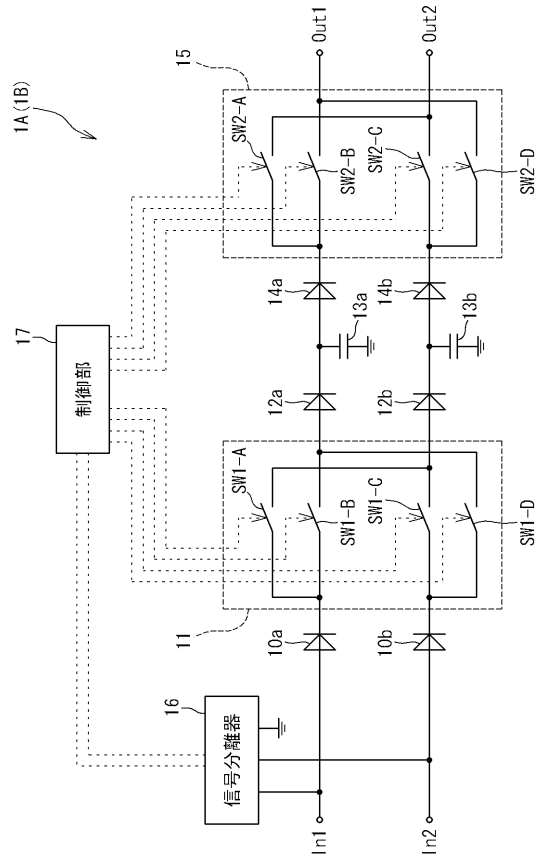 1A(1B)
17
制御部
16
信号分離器
11
15
SW1-A
SW1-B
SW1-C
SW1-D
SW2-A
SW2-B
SW2-C
SW2-D
In1
10a
12a
13a
14a
Out1
In2
10b
12b
13b
14b
Out2